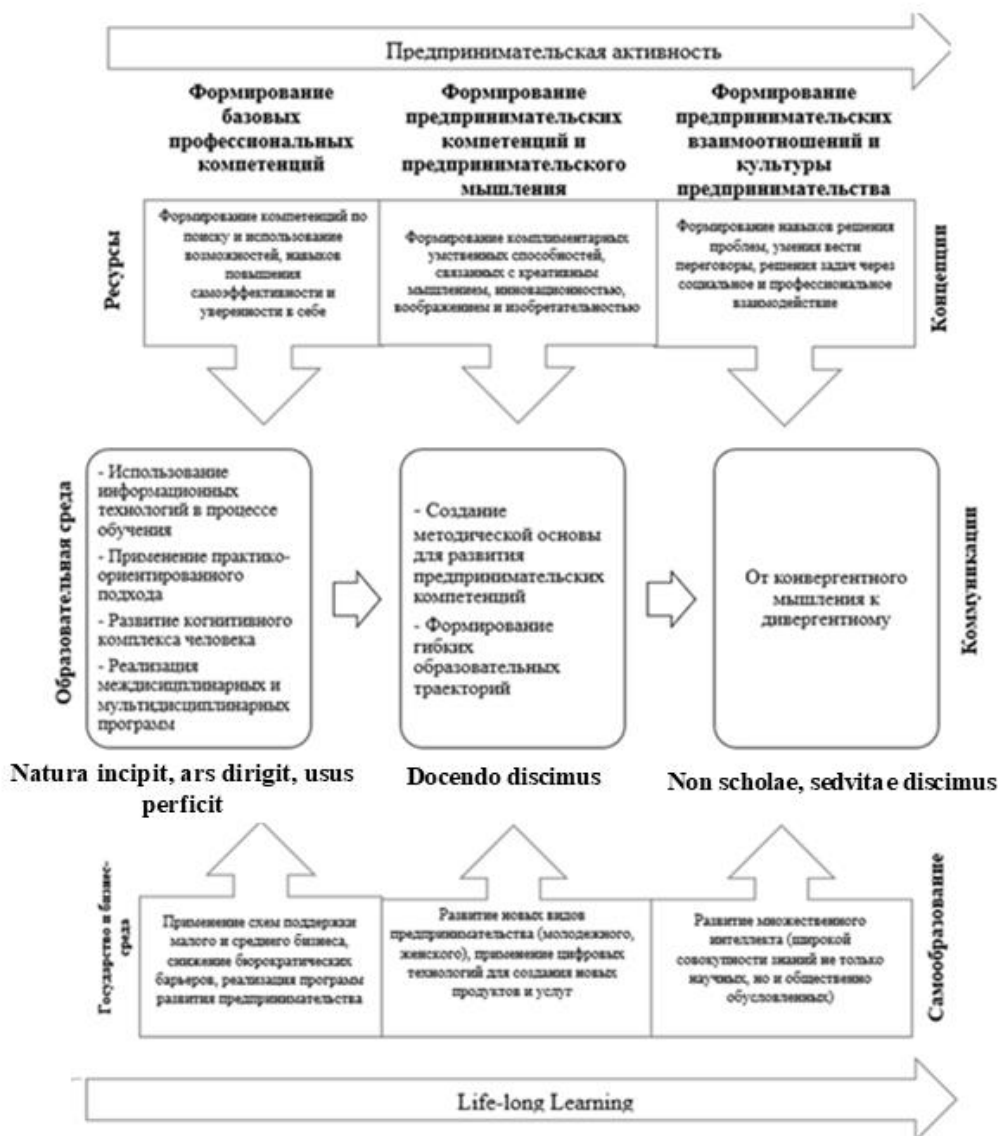 Предпринимательская активность
Формирование
базовых
профессиональных
компетенций
Формирование
предпринимательских
компетенций и
предпринимательского
мышления
Формирование
предпринимательских
взаимоотношений и
культуры
предпринимательства
Ресурсы
Формирование компетенций по
поиску и использование
возможностей, навыков
повышения
самоэффективности и
уверенности к себе
Формирование комплиментарных
умственных способностей,
связанных с креативным
мышлением, инновационностью,
воображением и изобретательностью
Формирование навыков решения
проблем, умения вести
переговоры, решения задач через
социальное и профессиональное
взаимодействие
Концепции
Образовательная среда
- Использование
информационных
технологий в процессе
обучения
- Применение практико-
ориентированного
подхода
- Развитие когнитивного
комплекса человека
- Реализация
междисциплинарных и
мультидисциплинарных
программ
- Создание
методической основы
для развития
предпринимательских
компетенций
- Формирование
гибких
образовательных
траекторий
От конвергентного
мышления к
дивергентному
Коммуникации
Natura incipit, ars dirigit, usus
perficit
Docendo discimus
Non scholae, sedvitae discimus
Государство и бизнес-
среда
Применение схем поддержки
малого и среднего бизнеса,
снижение бюрократических
барьеров, реализация программ
развития предпринимательства
Развитие новых видов
предпринимательства (молодежного,
женского), применение цифровых
технологий для создания новых
продуктов и услуг
Развитие множественного
интеллекта (широкой
совокупности знаний не только
научных, но и общественно
обусловленных)
Самообразование
Life-long Learning